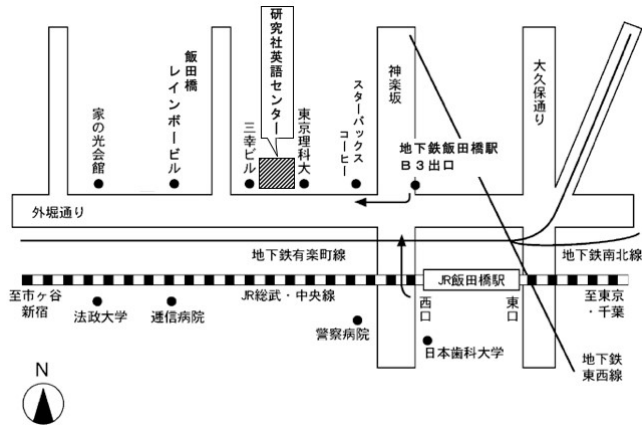 飯田橋
レインボービル
研究社英語センター
家の光会館
三幸ビル
東京理科大
スターバックス
コーヒー
神楽坂
大久保通り
地下鉄飯田橋駅
B3出口
外堀通り
地下鉄有楽町線
地下鉄南北線
至市ヶ谷
新宿
JR総武・中央線
JR飯田橋駅
至東京
・千葉
法政大学
逓信病院
警察病院
西口
東口
日本歯科大学
地下鉄
東西線
N